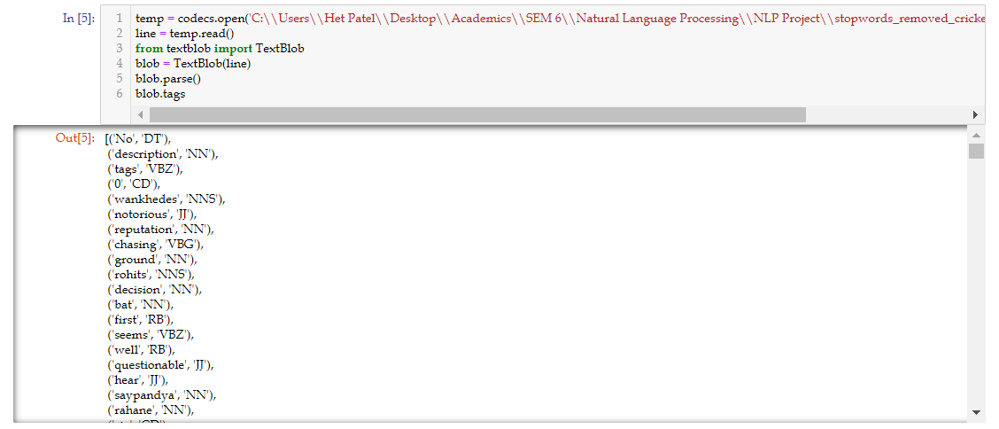 In [5]:
1 temp = codecs.open('C:\\Users\\Het Patel\\Desktop\\Academics\\SEM 6\\Natural Language Processing\\NLP Project\\stopwords_removed_cricke
2 line = temp.read()
3 from textblob import TextBlob
4 blob = TextBlob(line)
5 blob.parse()
6 blob.tags
Out[5]: [('No', 'DT'),
('description', 'NN'),
('tags', 'VBZ'),
('0', 'CD'),
('wankhedes', 'NNS'),
('notorious', 'JJ'),
('reputation', 'NN'),
('chasing', 'VBG'),
('ground', 'NN'),
('rohits', 'NNS'),
('decision', 'NN'),
('bat', 'NN'),
('first', 'RB'),
('seems', 'VBZ'),
('well', 'RB'),
('questionable', 'JJ'),
('hear', 'JJ'),
('saypandya', 'NN'),
('rahane', 'NN'),